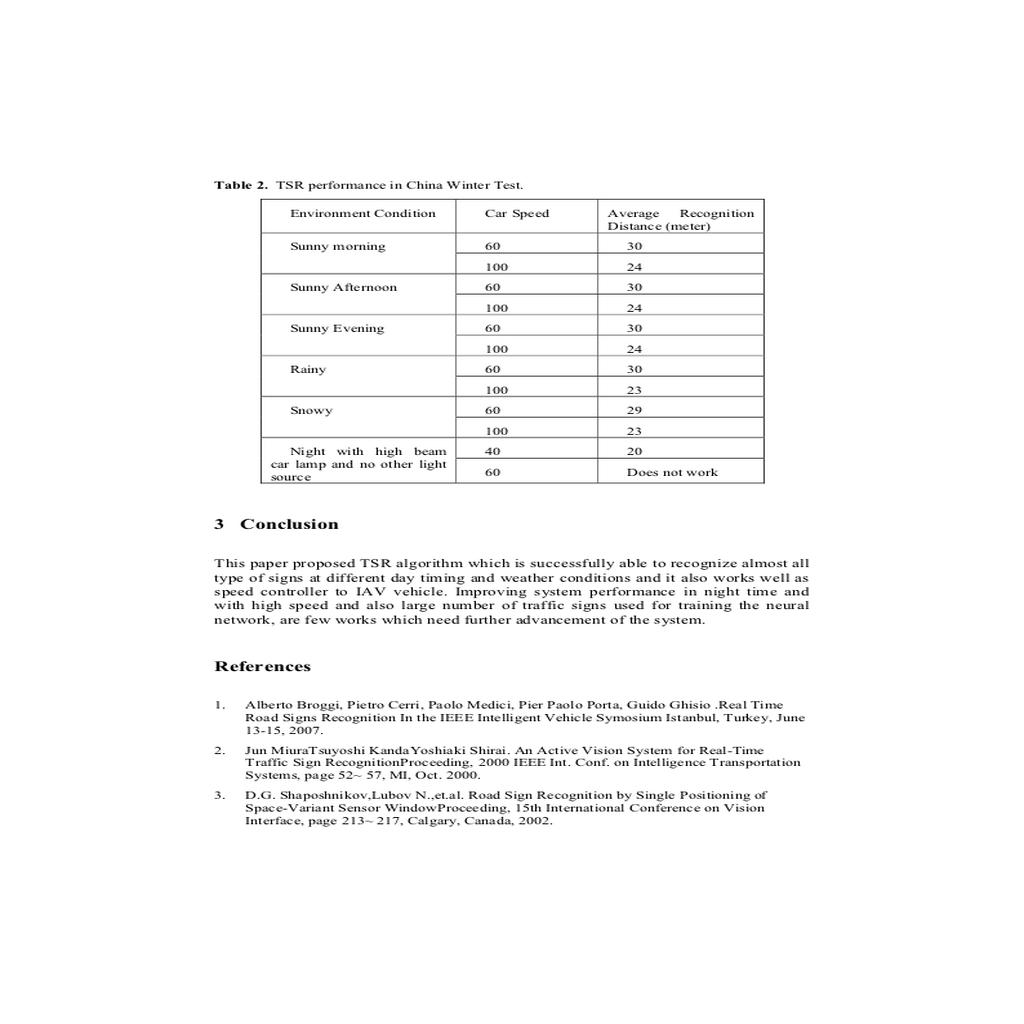 Table 2. TSR performance in China Winter Test.
Environment Condition Car Speed Average Recognition
Distance (meter)
Sunny morning 60 30
100 24
Sunny Afternoon 60 30
100 24
Sunny Evening 60 30
100 24
Rainy 60 30
100 23
Snowy 60 29
100 23
Night with high beam 40 20
car lamp and no other light
source 60 Does not work
3 Conclusion
This paper proposed TSR algorithm which is successfully able to recognize almost all
type of signs at different day timing and weather conditions and it also works well as
speed controller to IAV vehicle. Improving system performance in night time and
with high speed and also large number of traffic signs used for training the neural
network, are few works which need further advancement of the system.
References
1. Alberto Broggi, Pietro Cerri, Paolo Medici, Pier Paolo Porta, Guido Ghisio .Real Time
Road Signs Recognition In the IEEE Intelligent Vehicle Symosium Istanbul, Turkey, June
13-15, 2007.
2. Jun MiuraTsuyoshi KandaYoshiaki Shirai. An Active Vision System for Real-Time
Traffic Sign RecognitionProceeding, 2000 IEEE Int. Conf. on Intelligence Transportation
Systems, page 52~ 57, MI, Oct. 2000.
3. D.G. Shaposhnikov,Lubov N.,et.al. Road Sign Recognition by Single Positioning of
Space-Variant Sensor WindowProceeding, 15th International Conference on Vision
Interface, page 213~ 217, Calgary, Canada, 2002.